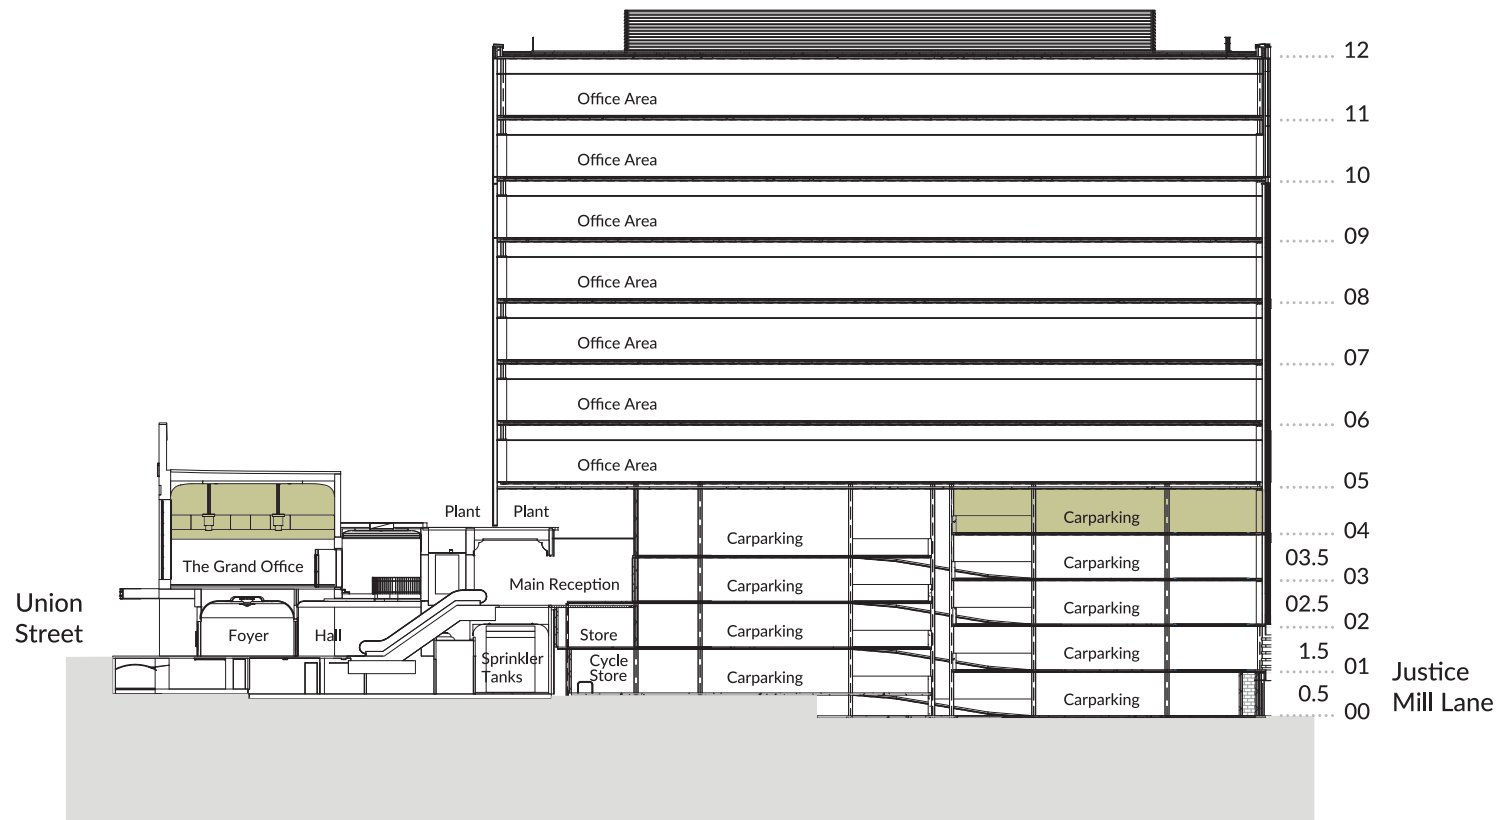 12
Office Area
11
Office Area
10
Office Area
09
Office Area
08
Office Area
07
Office Area
06
Office Area
05
Plant Plant
Carparking
04
Carparking
The Grand Office
Carparking
03.5
03
Main Reception
Carparking
Carparking
02.5
02
Union
Street
Foyer
Hall
Store
Carparking
Carparking
1.5
01
Sprinkler
Tanks
Cycle
Store
Carparking
Carparking
0.5
00
Justice
Mill Lane